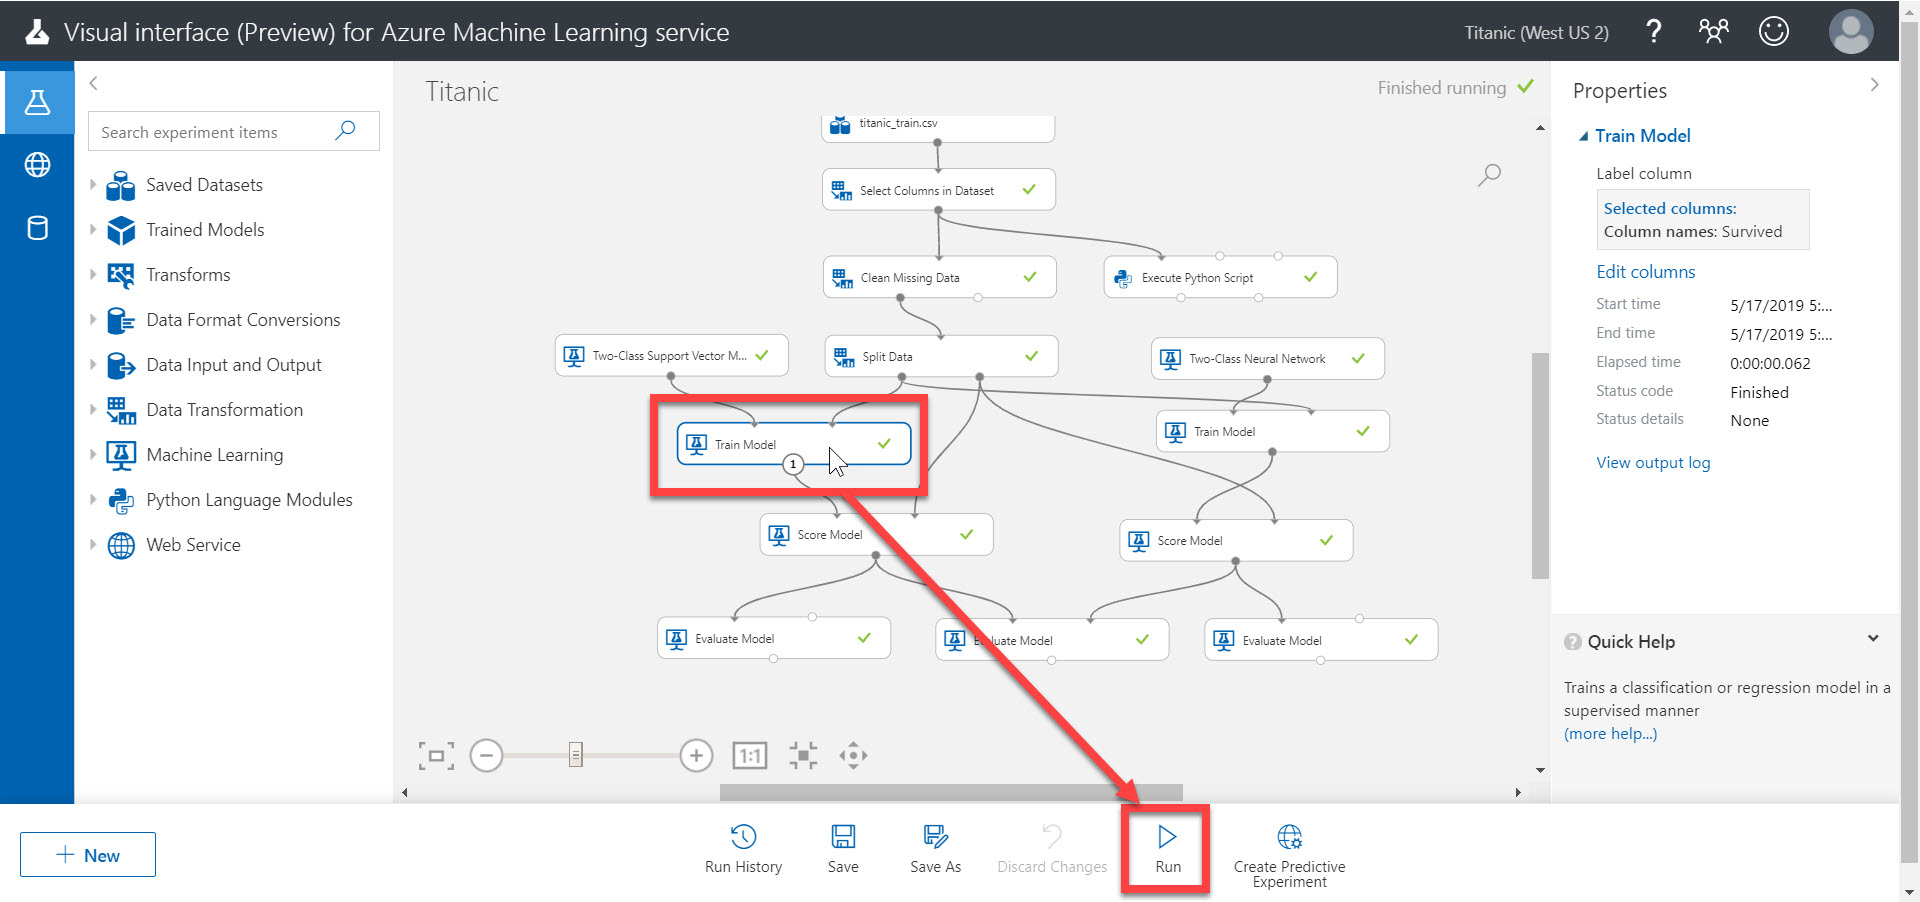 Visual interface (Preview) for Azure Machine Learning service
Titanic (West US 2)
?
Search experiment items
Saved Datasets
Trained Models
Transforms
Data Format Conversions
Data Input and Output
Data Transformation
Machine Learning
Python Language Modules
Web Service
Titanic
Finished running
titanic_train.csv
Select Columns in Dataset
Clean Missing Data
Execute Python Script
Two-Class Support Vector M...
Split Data
Two-Class Neural Network
Train Model
1
Train Model
Score Model
Score Model
Evaluate Model
Evaluate Model
Evaluate Model
1:1
Properties
Train Model
Label column
Selected columns:
Column names: Survived
Edit columns
Start time 5/17/2019 5:...
End time 5/17/2019 5:...
Elapsed time 0:00:00.062
Status code Finished
Status details None
View output log
? Quick Help
Trains a classification or regression model in a
supervised manner
(more help...)
New
Run History
Save
Save As
Discard Changes
Run
Create Predictive
Experiment